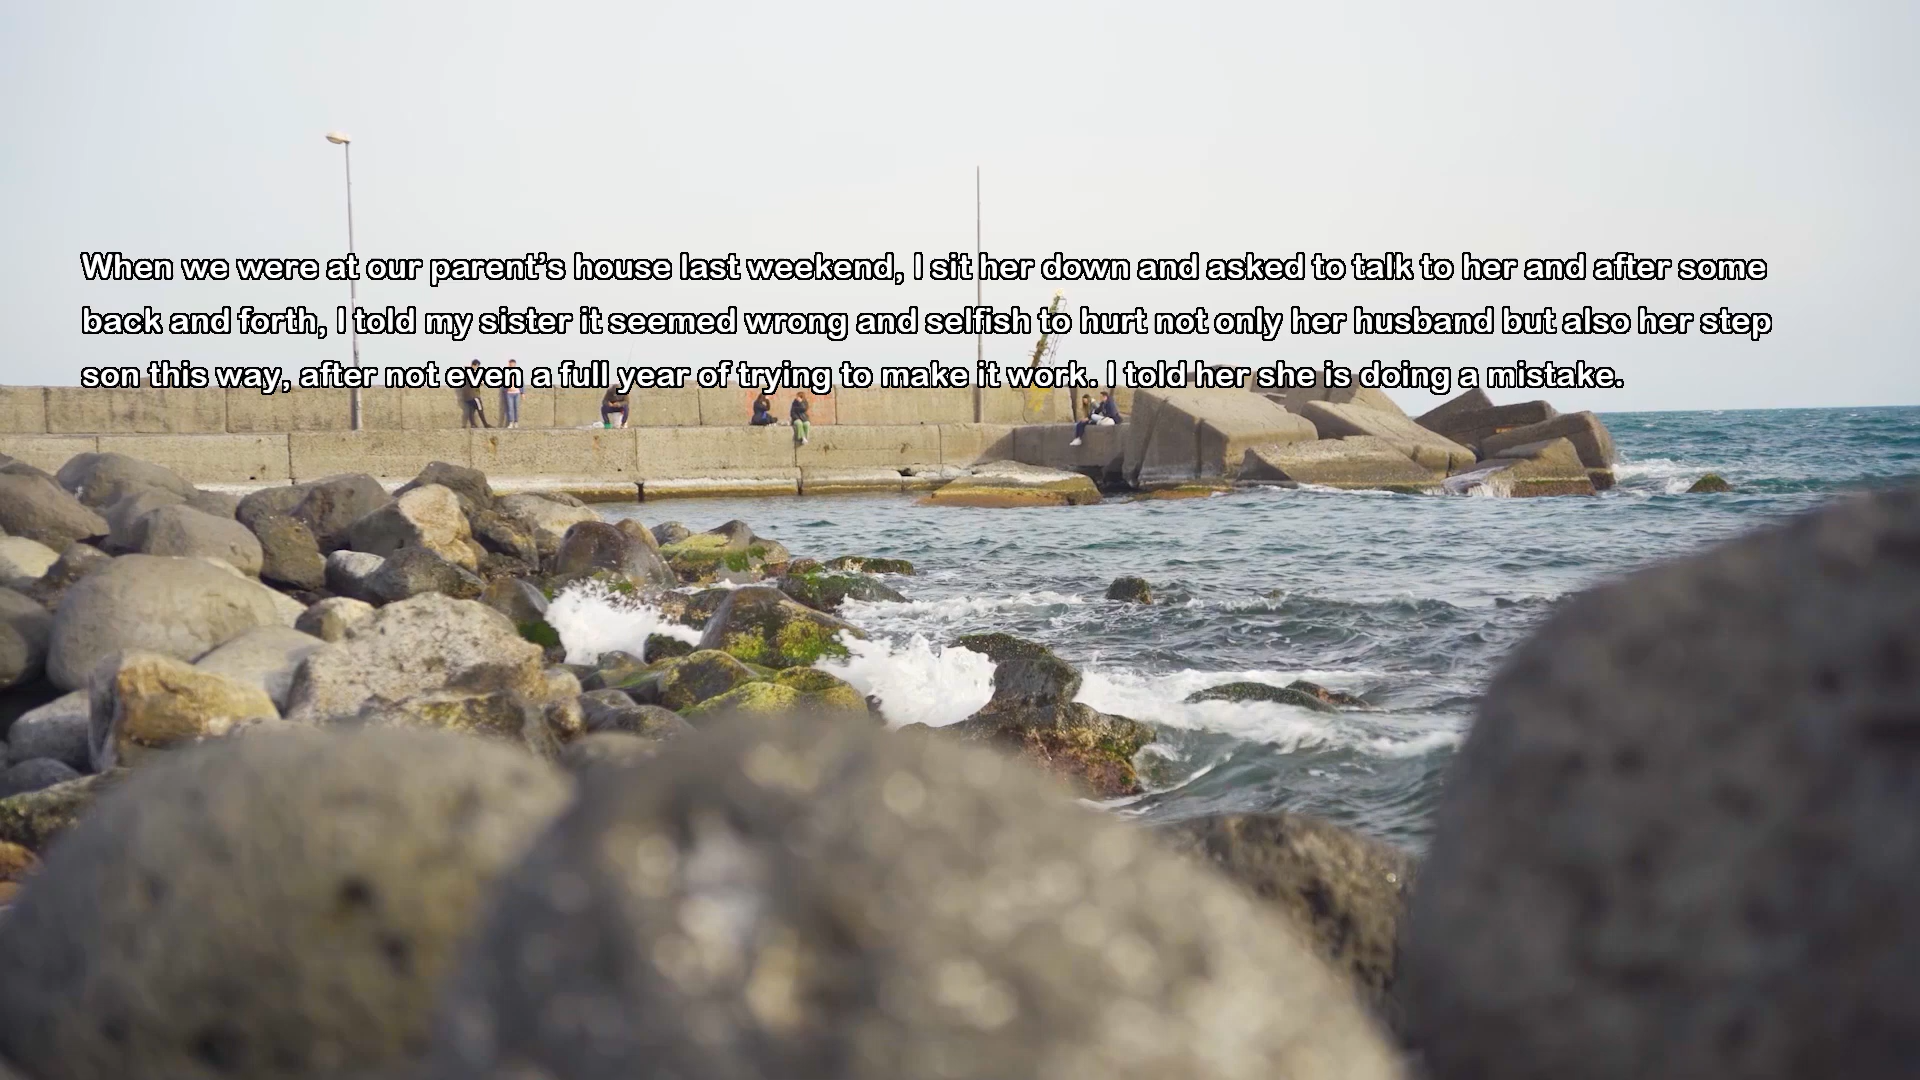 When we were at our parent’s house last weekend, I sit her down and asked to talk to her and after some
back and forth, I told my sister it seemed wrong and selfish to hurt not only her husband but also her step
son this way, after not even a full year of trying to make it work. I told her she is doing a mistake.